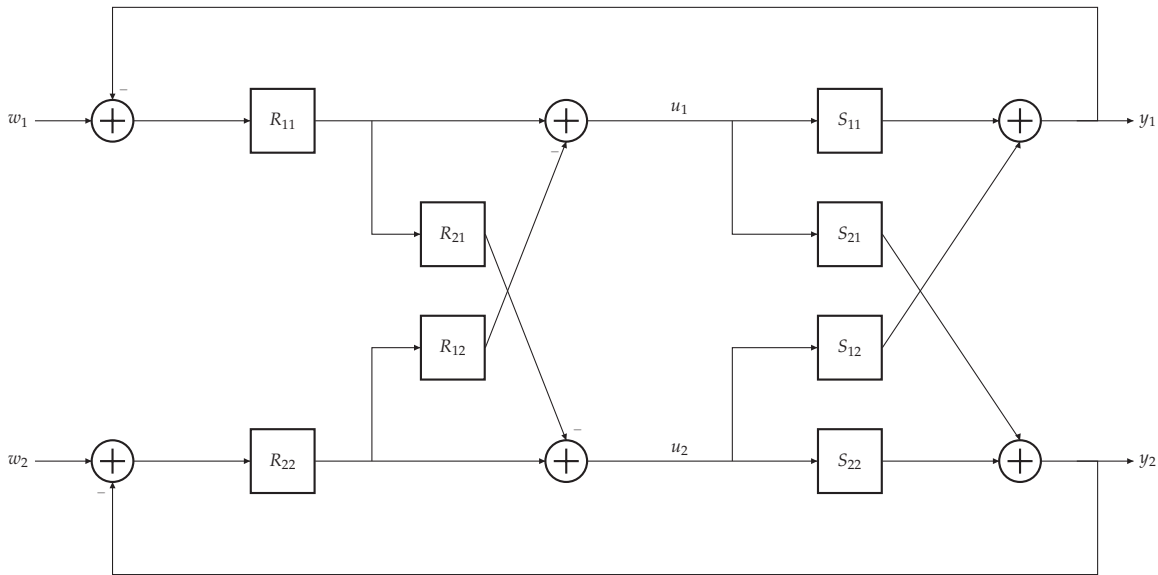 –
w₁
R₁₁
u₁
S₁₁
y₁
–
R₂₁
S₂₁
R₁₂
S₁₂
–
w₂
R₂₂
u₂
S₂₂
y₂
–